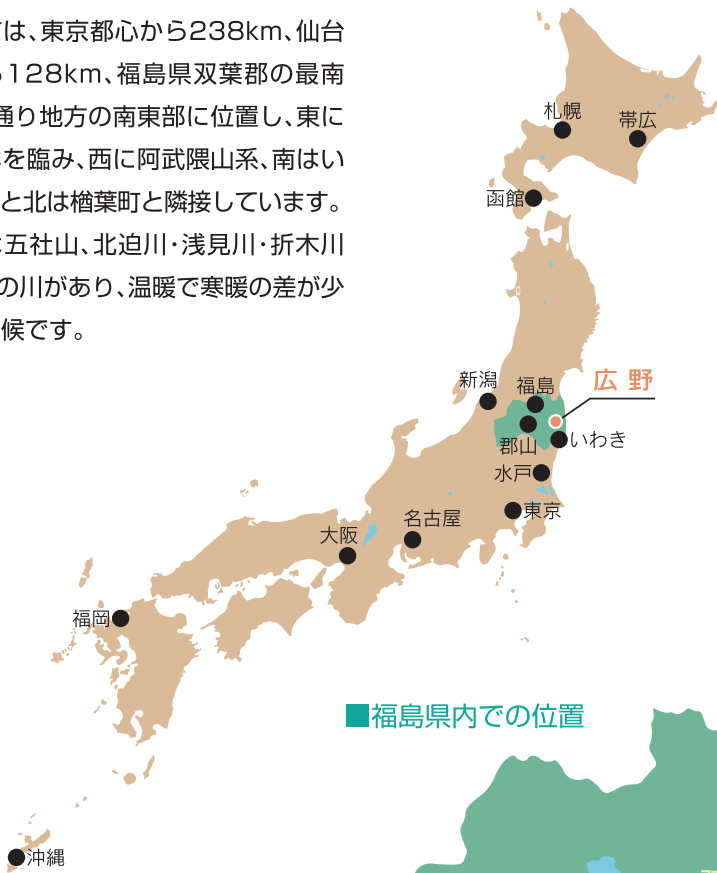 は、東京都心から238km、仙台
128km、福島県双葉郡の最南
通り地方の南東部に位置し、東に
を臨み、西に阿武隈山系、南はい
と北は楢葉町と隣接しています。
五社山、北迫川・浅見川・折木川
の川があり、温暖で寒暖の差が少
候です。
札幌
帯広
函館
新潟
福島
広野
郡山
いわき
水戸
東京
名古屋
大阪
福岡
■福島県内での位置
沖縄